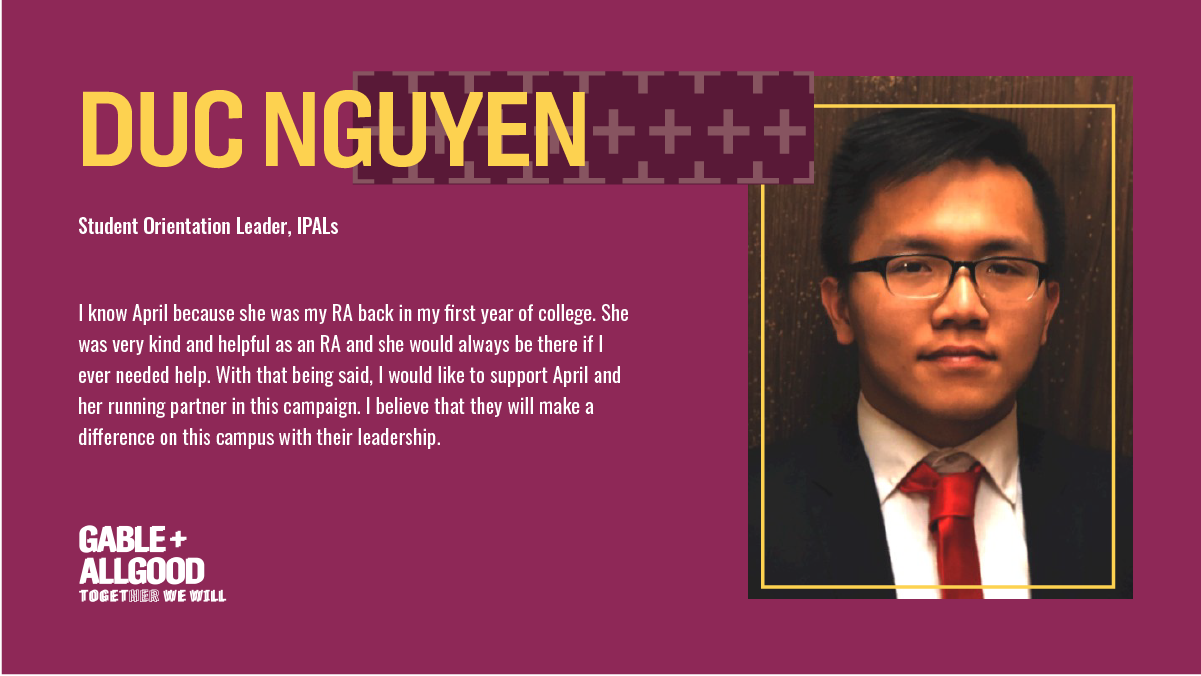 DUC NGUYEN
Student Orientation Leader, IPALs
I know April because she was my RA back in my first year of college. She
was very kind and helpful as an RA and she would always be there if I
ever needed help. With that being said, I would like to support April and
her running partner in this campaign. I believe that they will make a
difference on this campus with their leadership.
GABLE +
ALLGOOD
TOGETHER WE WILL